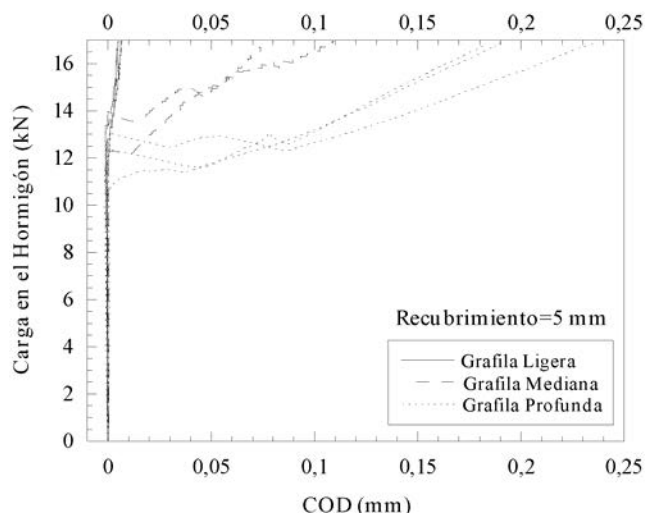 0 0,05 0,1 0,15 0,2 0,25
16
14
12
10
8
6
4
2
0
Carga en el Hormigón (kN)
Recubrimiento=5 mm
Grafila Ligera
Grafila Mediana
Grafila Profunda
0 0,05 0,1 0,15 0,2 0,25
COD (mm)